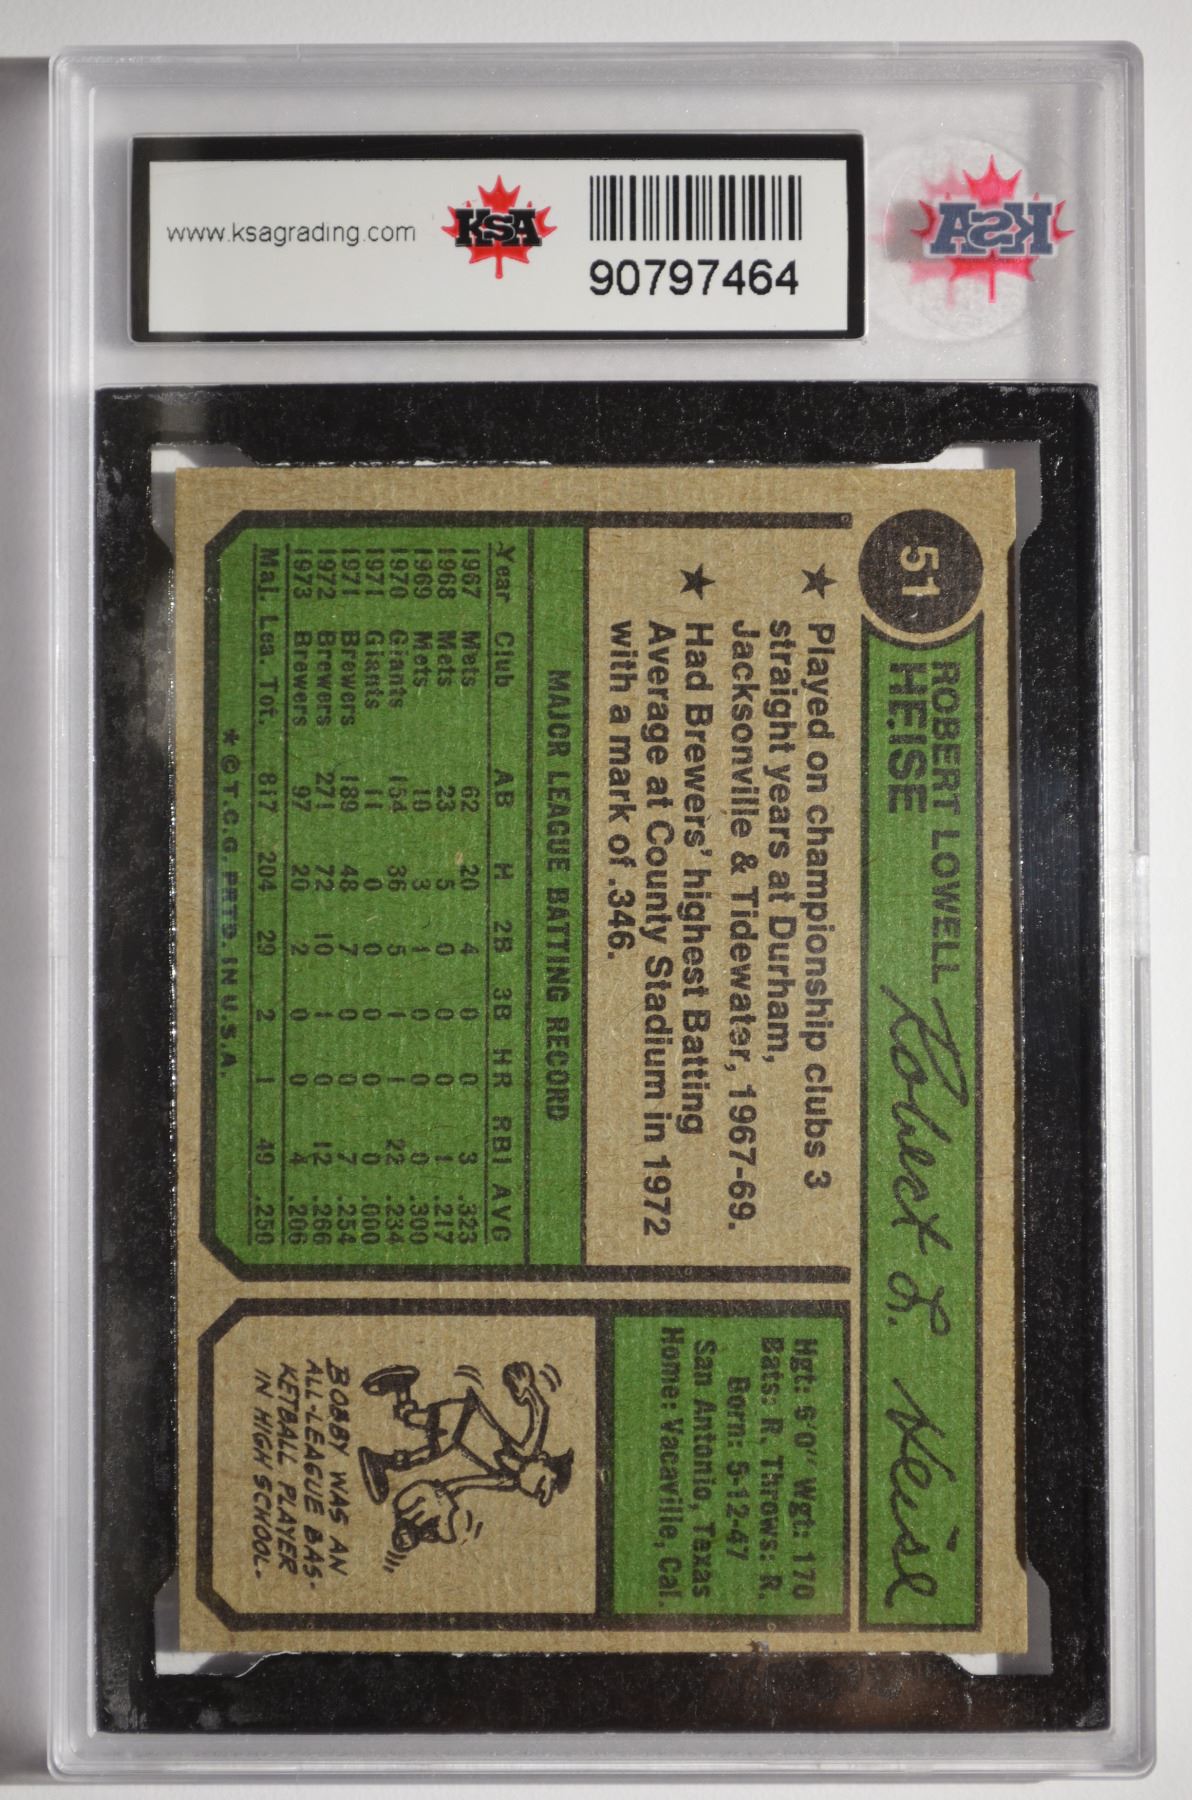 www.ksagrading.com
KSA
90797464
KSA
51
ROBERT LOWELL
HEISE
Robert L. Heise
★ Played on championship clubs 3
straight years at Durham,
Jacksonville & Tidewater, 1967-69.
★ Had Brewers' highest Batting
Average at County Stadium in 1972
with a mark of .346.
MAJOR LEAGUE BATTING RECORD
Year Club AB H 2B 3B HR RBI AVG
1967 Mets 62 20 4 0 0 3 .323
1968 Mets 23 5 0 0 0 1 .217
1969 Mets 10 3 1 0 0 0 .300
1970 Giants 154 36 5 1 1 22 .234
1971 Giants 11 0 0 0 0 0 .000
1971 Brewers 189 48 7 0 0 7 .254
1972 Brewers 271 72 10 1 0 12 .266
1973 Brewers 97 20 2 0 0 4 .206
Maj. Lea. Tot. 817 204 29 2 1 49 .250
* © T.C.G. PRTD. IN U.S.A.
Hgt: 6'0" Wgt: 170
Bats: R. Throws: R.
Born: 5-12-47
San Antonio, Texas
Home: Vacaville, Cal.
BOBBY WAS AN
ALL-LEAGUE BAS-
KETBALL PLAYER
IN HIGH SCHOOL.